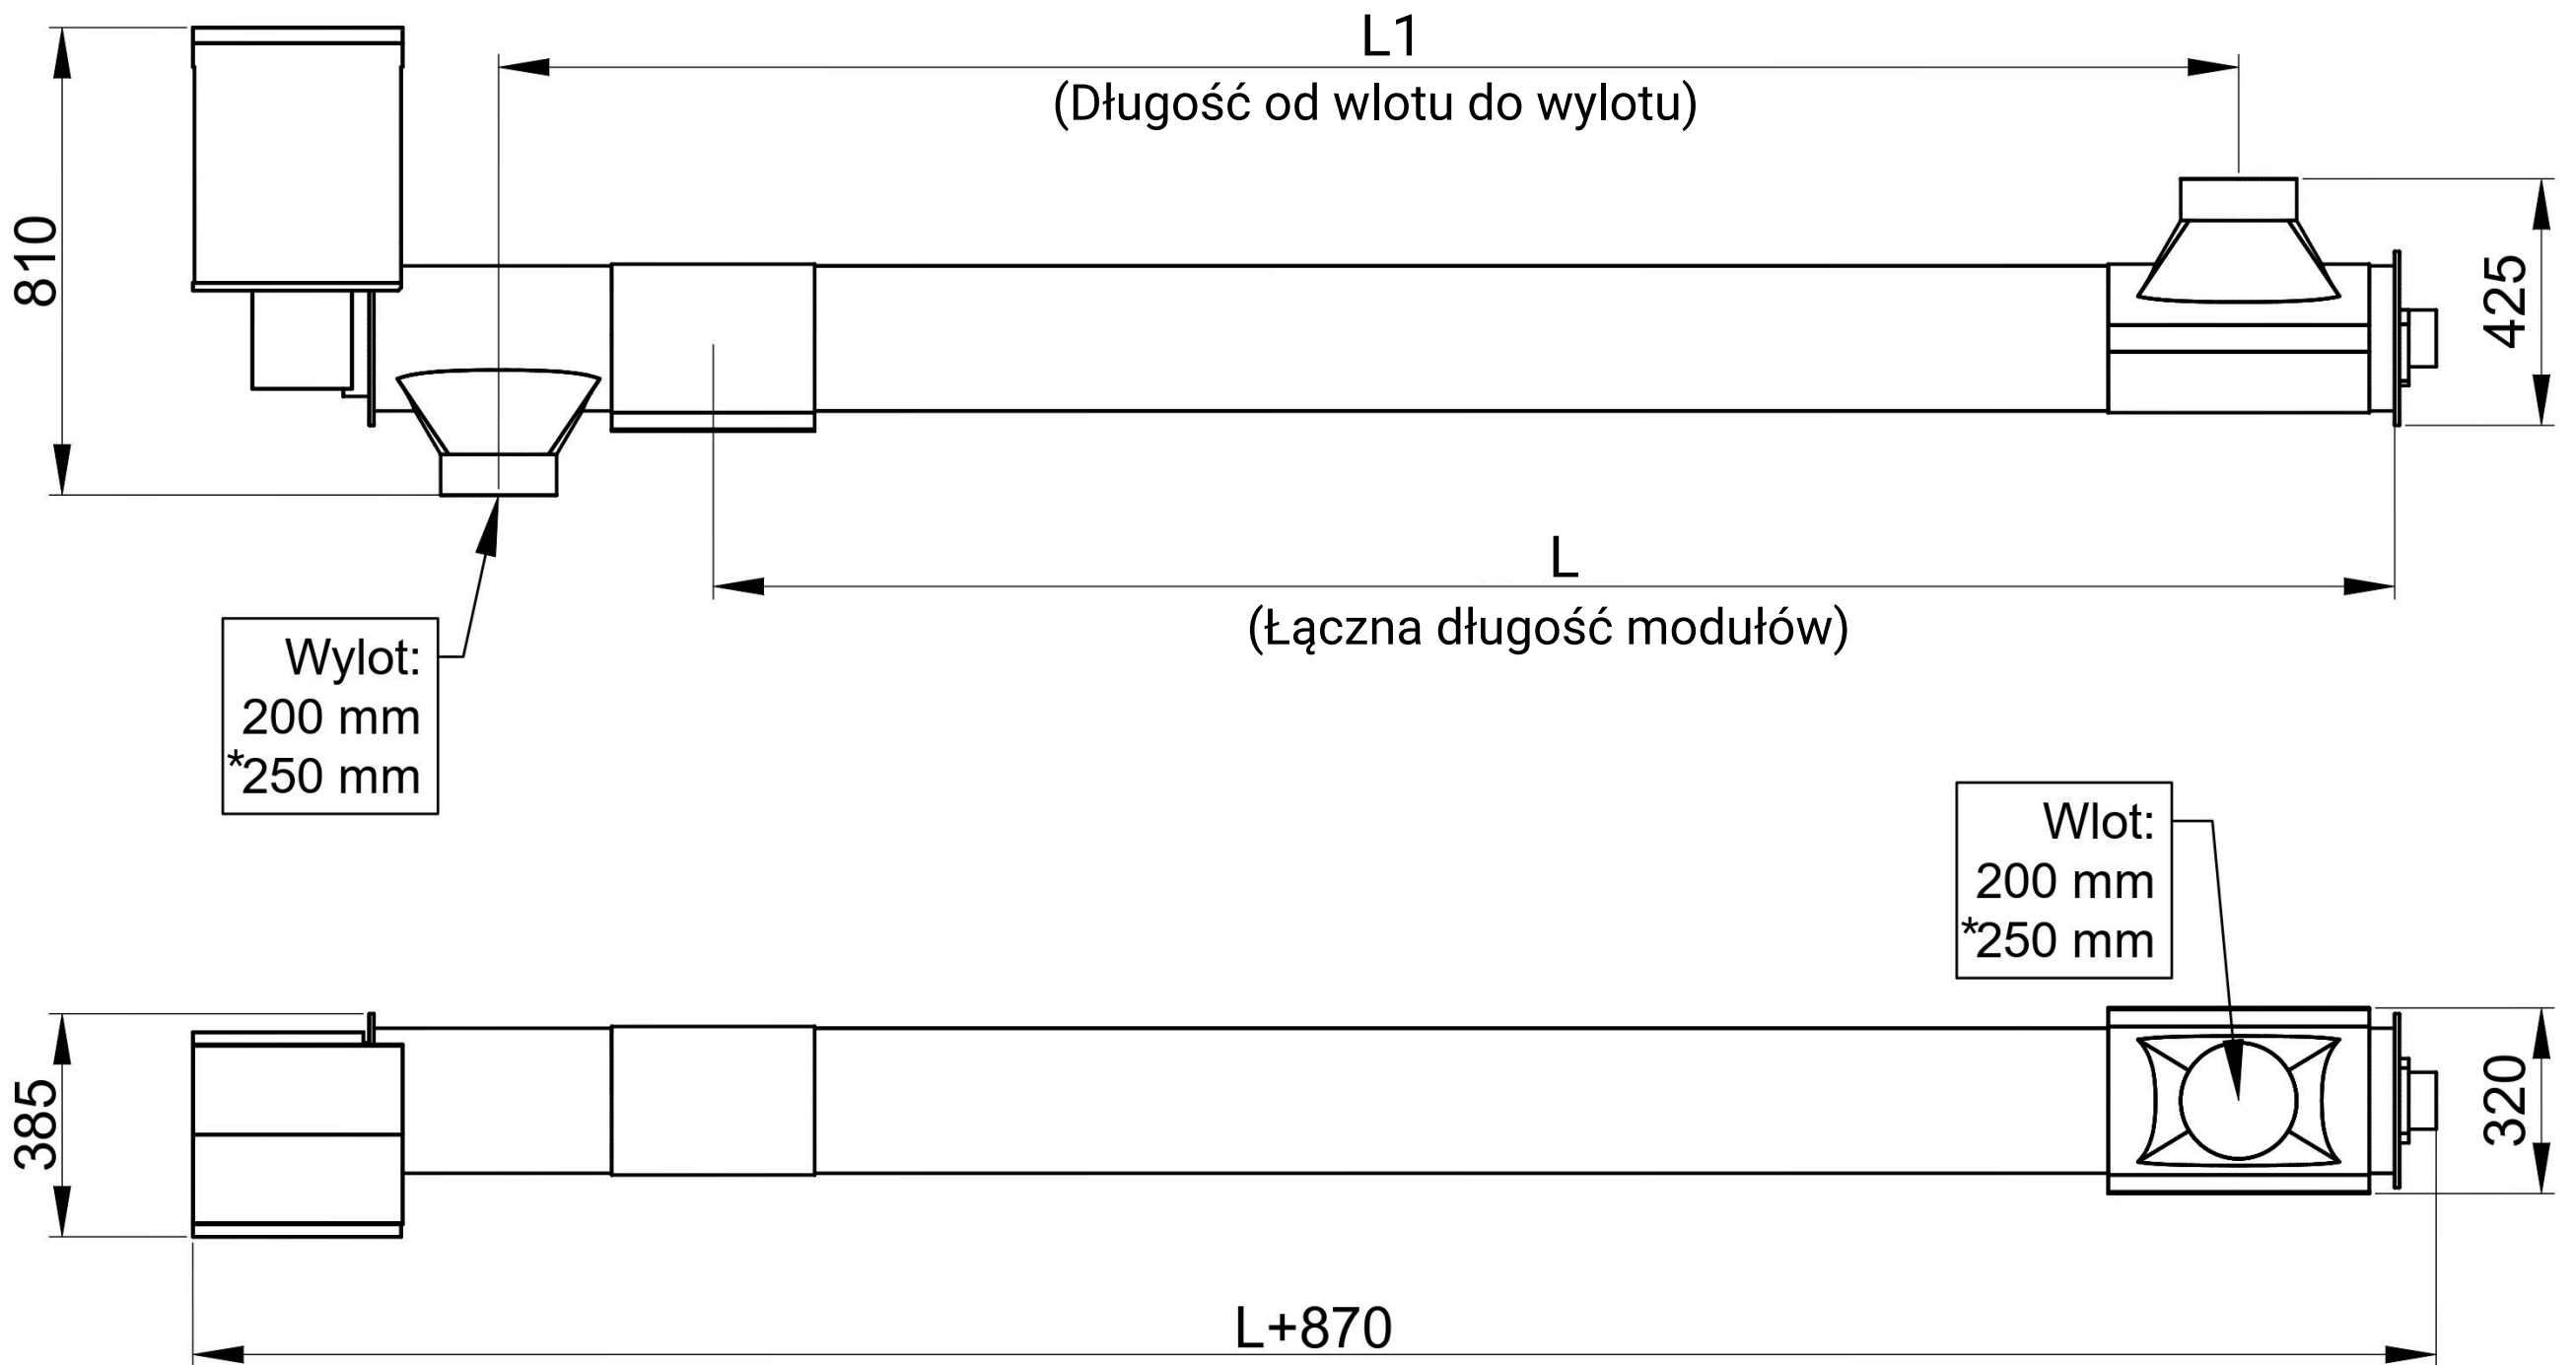 L1
(Długość od wlotu do wylotu)
810
425
L
(Łączna długość modułów)
Wylot:
200 mm
*250 mm
Wlot:
200 mm
*250 mm
385
320
L+870